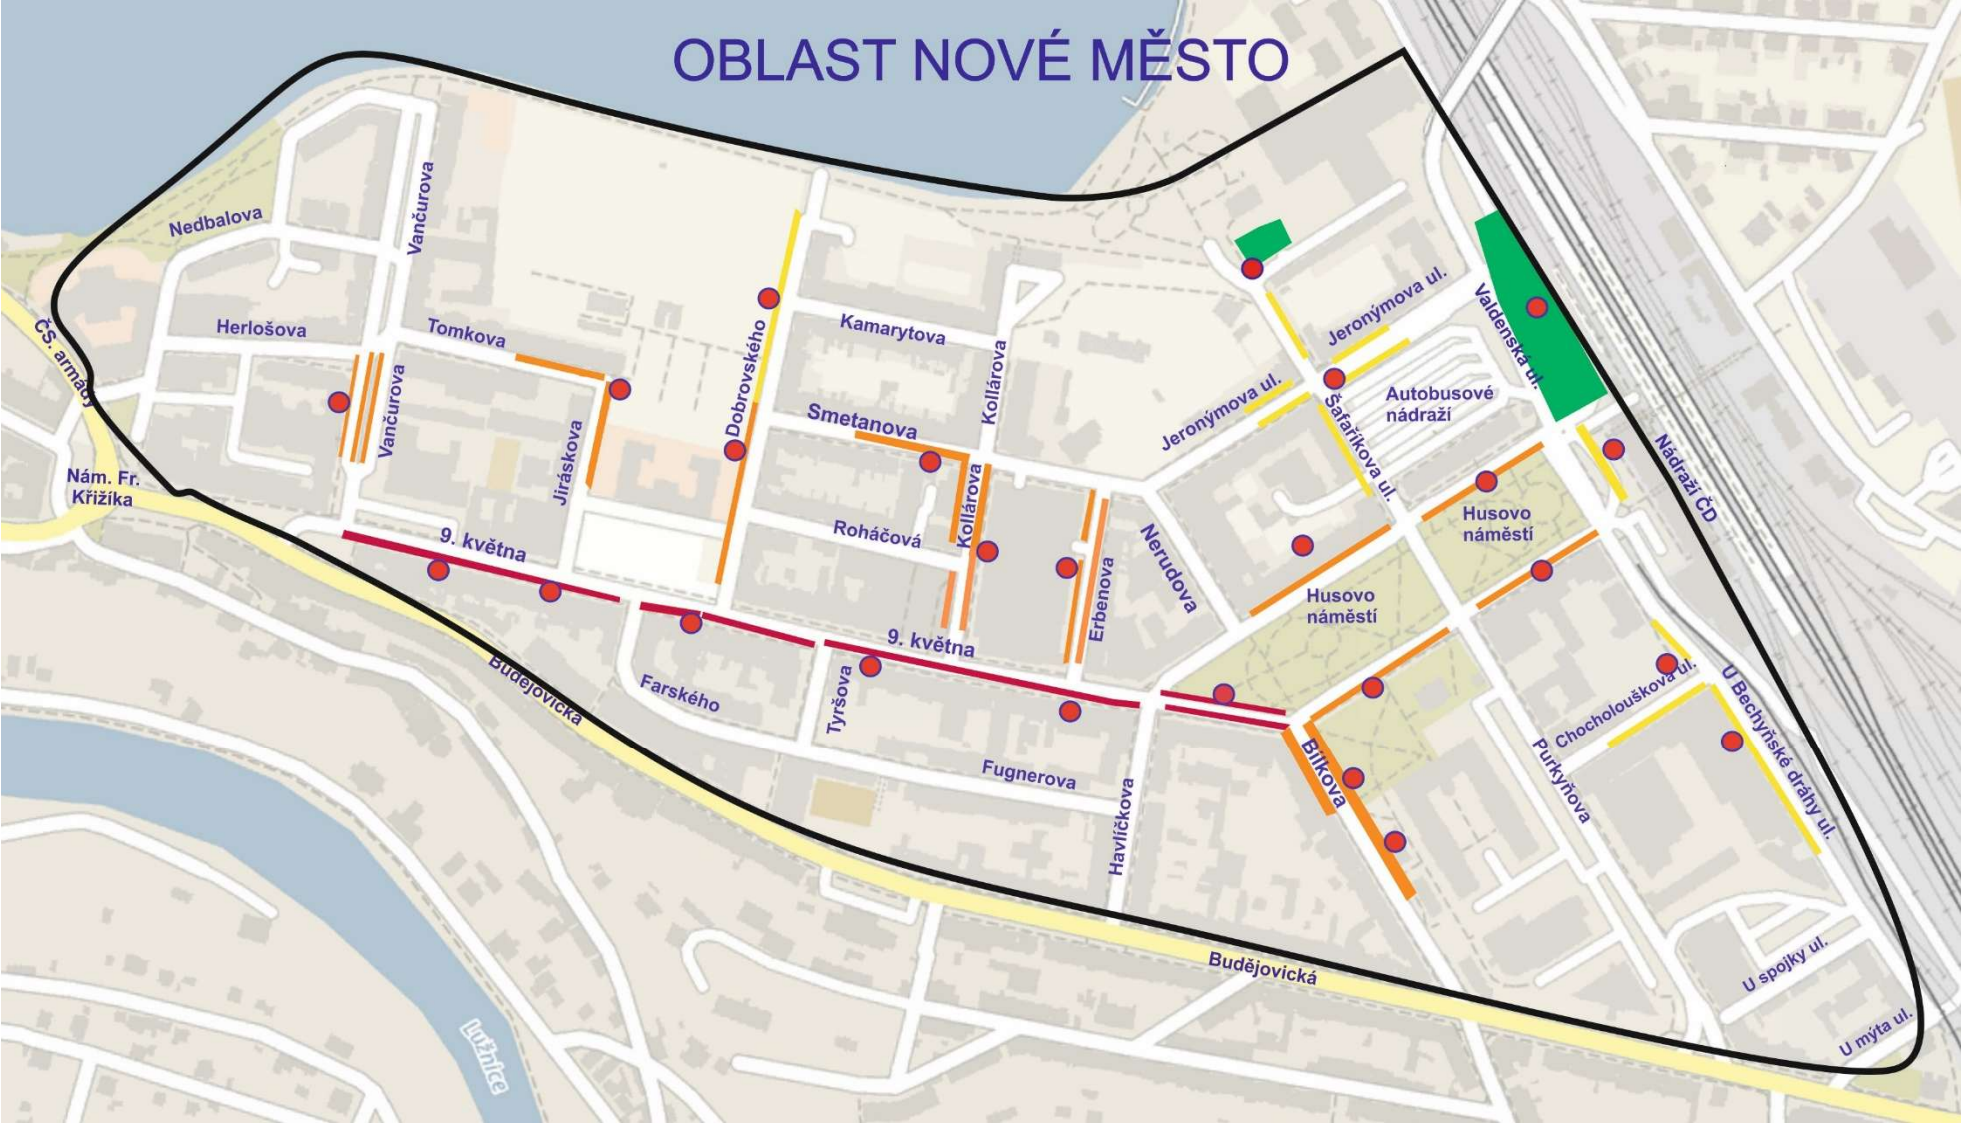 OBLAST NOVÉ MĚSTO
Nedbalova
Vančurova
Herlošova
Tomkova
ČS. armády
Vančurova
Jiráskova
Dobrovského
Kamarytova
Kollárova
Smetanova
Kollárova
Roháčová
Jeronýmova ul.
Jeronýmova ul.
Valdenská ul.
Autobusové
nádraží
Šafaříkova ul.
Nádraží ČD
Nám. Fr.
Křižíka
9. května
Husovo
náměstí
Husovo
náměstí
Nerudova
Erbenova
9. května
Budějovická
Farského
Tyršova
Fugnerova
Havlíčkova
Bílkova
Chocholouškova ul.
U Bechyňské dráhy ul.
Purkyňova
Budějovická
U spojky ul.
U mýta ul.
Lužnice